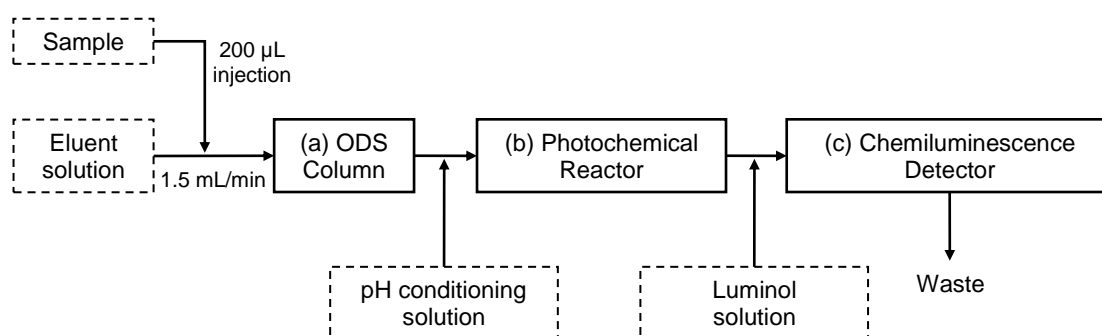 Sample
200 µL
injection
Eluent
solution
1.5 mL/min
(a) ODS
Column
(b) Photochemical
Reactor
(c) Chemiluminescence
Detector
pH conditioning
solution
Luminol
solution
Waste